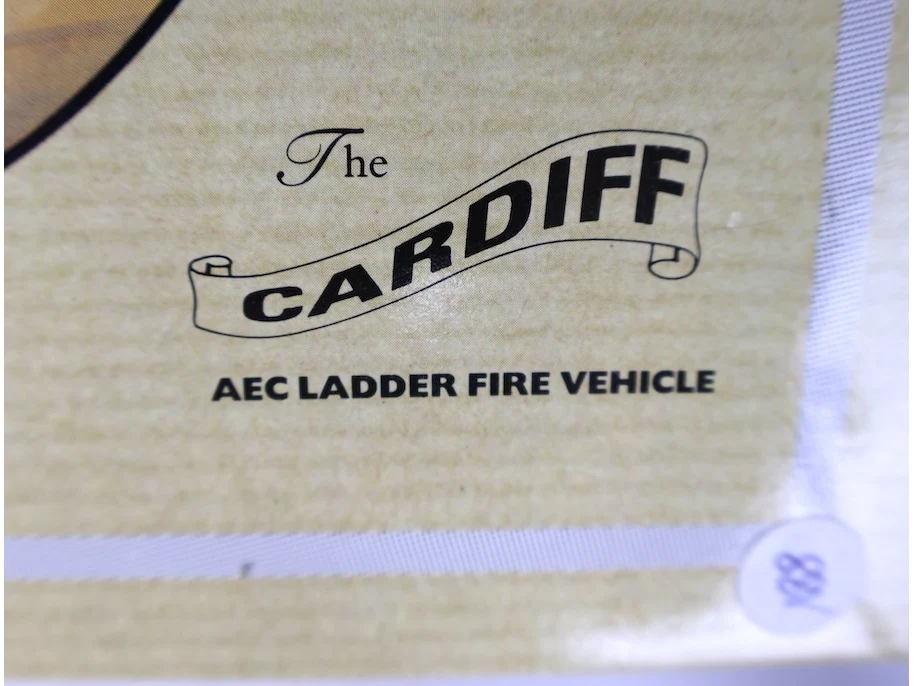 The
CARDIFF
AEC LADDER FIRE VEHICLE